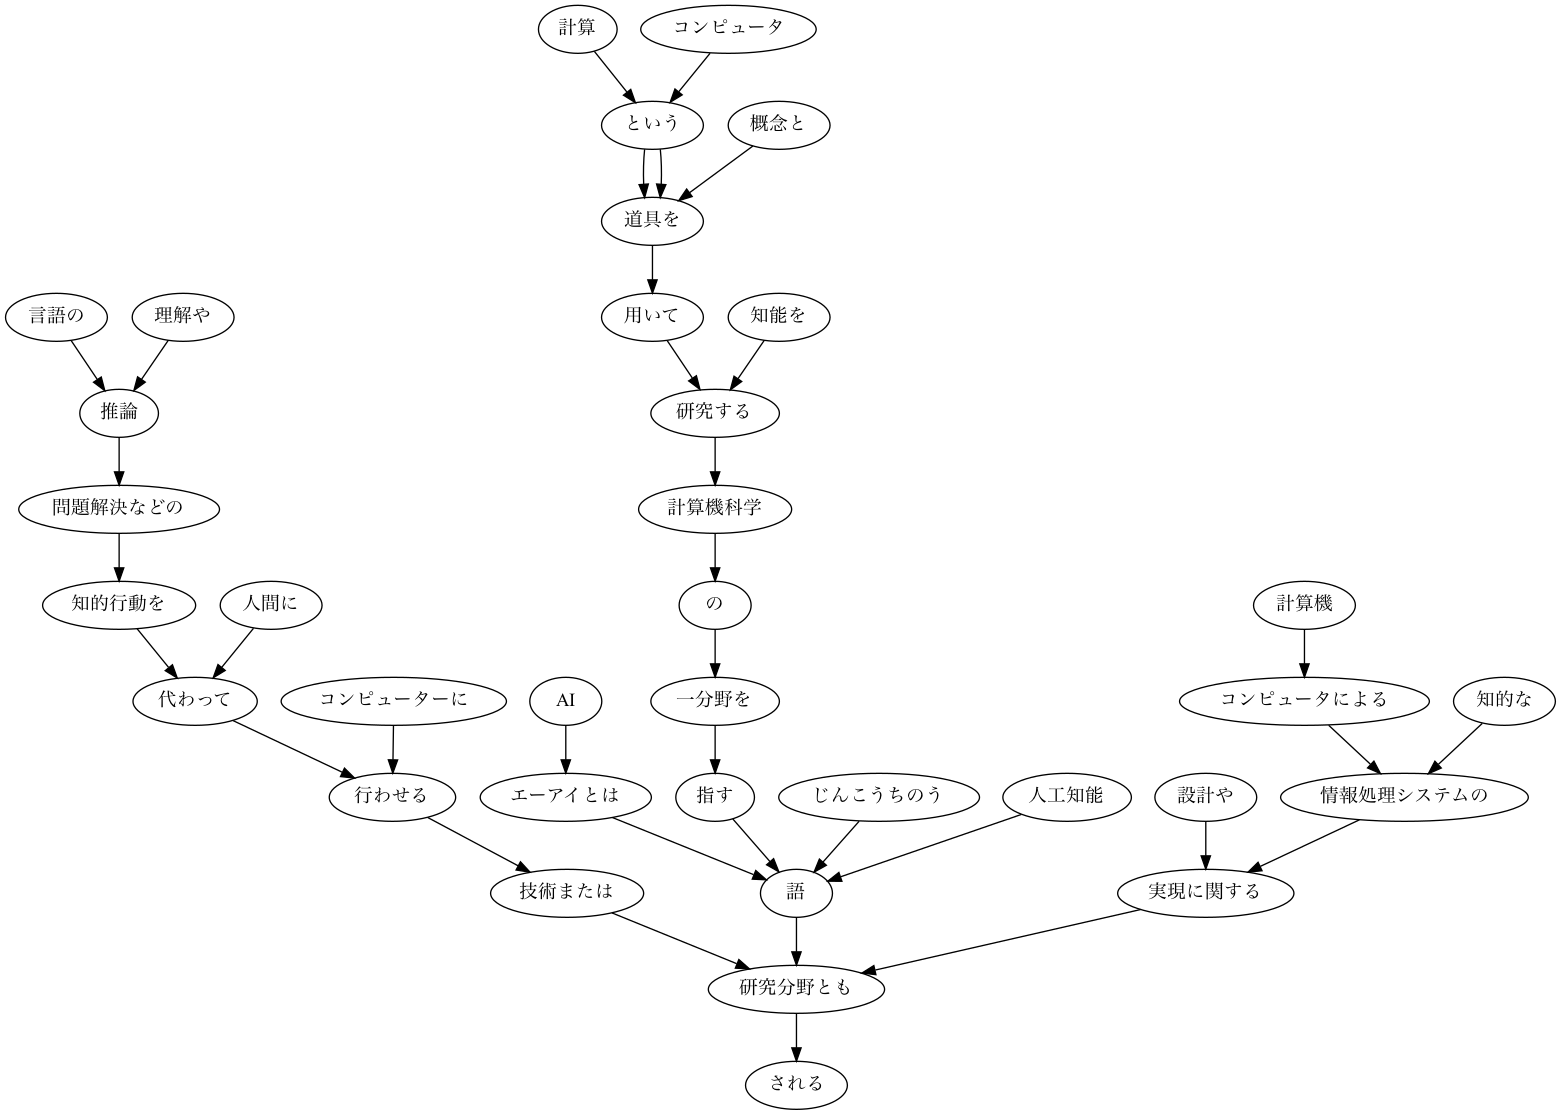 計算
コンピュータ
という
概念と
道具を
言語の
理解や
用いて
知能を
推論
研究する
問題解決などの
計算機科学
知的行動を
人間に
の
計算機
代わって
コンピューターに
AI
一分野を
コンピュータによる
知的な
行わせる
エーアイとは
指す
じんこうちのう
人工知能
設計や
情報処理システムの
技術または
語
実現に関する
研究分野とも
される